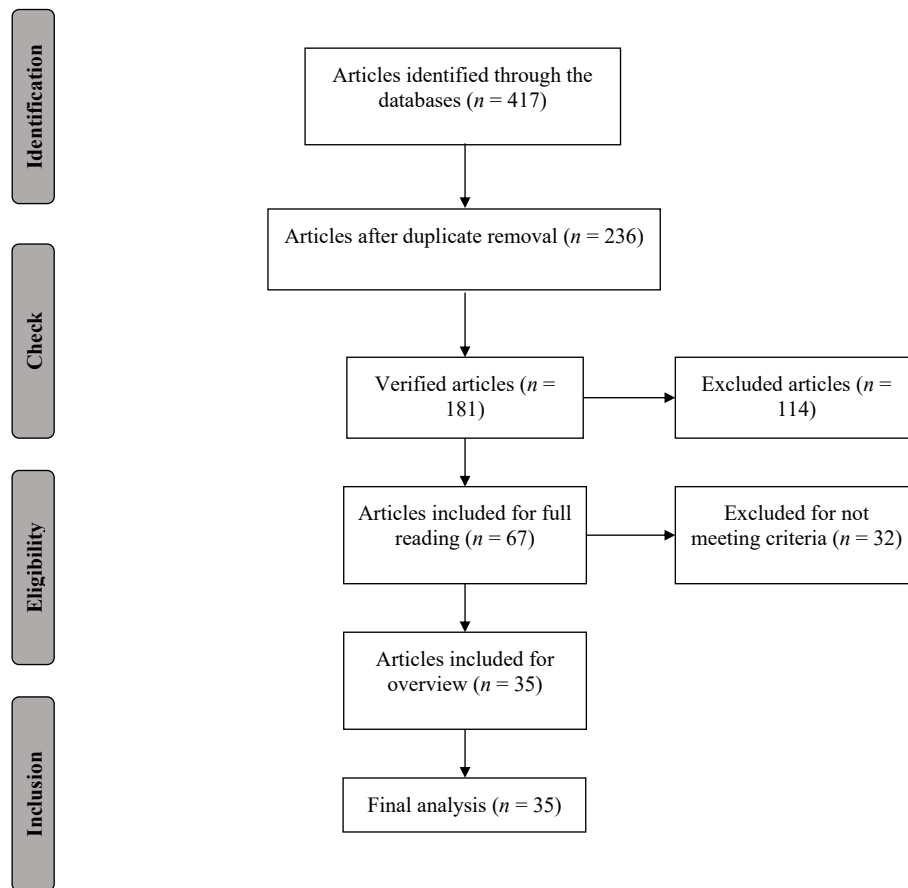 Identification
Articles identified through the
databases (n = 417)
Articles after duplicate removal (n = 236)
Check
Verified articles (n =
181)
Excluded articles (n =
114)
Eligibility
Articles included for full
reading (n = 67)
Excluded for not
meeting criteria (n = 32)
Articles included for
overview (n = 35)
Inclusion
Final analysis (n = 35)